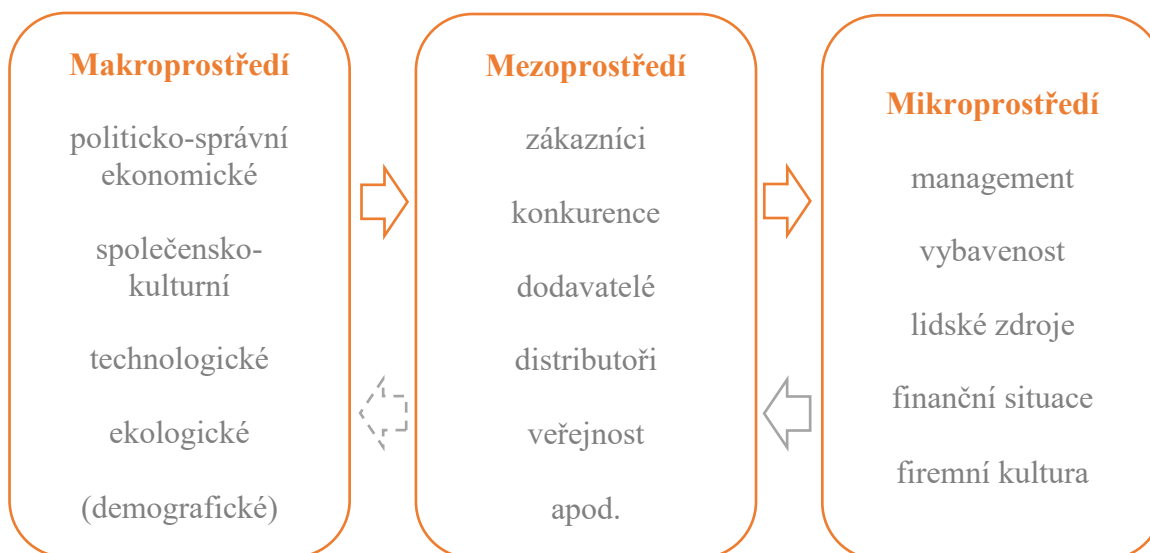 Makroprostředí
politicko-správní
ekonomické
společensko-
kulturní
technologické
ekologické
(demografické)
Mezoprostředí
zákazníci
konkurence
dodavatelé
distributoři
veřejnost
apod.
Mikroprostředí
management
vybavenost
lidské zdroje
finanční situace
firemní kultura